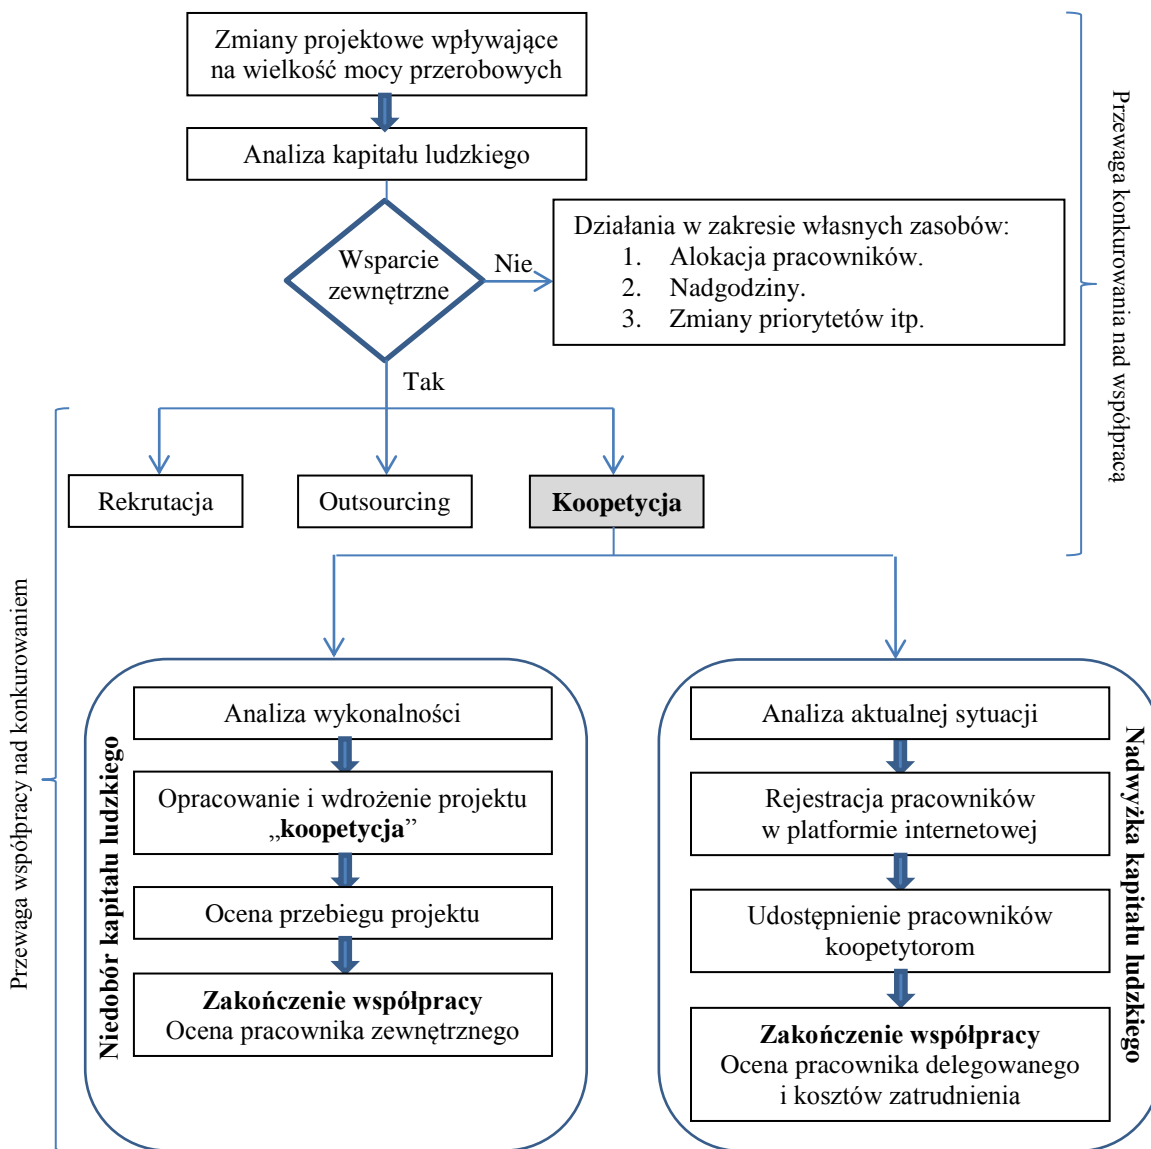 Zmiany projektowe wpływające
na wielkość mocy przerobowych
Analiza kapitału ludzkiego
Wsparcie
zewnętrzne
Nie
Działania w zakresie własnych zasobów:
1. Alokacja pracowników.
2. Nadgodziny.
3. Zmiany priorytetów itp.
Przewaga konkurowania nad współpracą
Tak
Rekrutacja
Outsourcing
Koopetycja
Przewaga współpracy nad konkurowaniem
Niedobór kapitału ludzkiego
Analiza wykonalności
Opracowanie i wdrożenie projektu
„koopetycja”
Ocena przebiegu projektu
Zakończenie współpracy
Ocena pracownika zewnętrznego
Analiza aktualnej sytuacji
Rejestracja pracowników
w platformie internetowej
Udostępnienie pracowników
koopetytorom
Zakończenie współpracy
Ocena pracownika delegowanego
i kosztów zatrudnienia
Nadwyżka kapitału ludzkiego